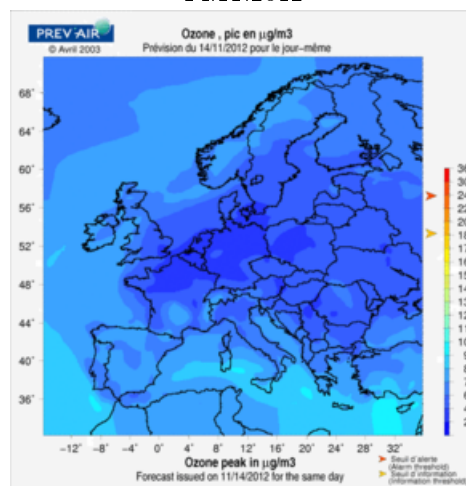 PREV'AIR
© Avril 2003
Ozone , pic en µg/m3
Prévision du 14/11/2012 pour le jour-même
68°
64°
60°
56°
52°
48°
44°
40°
36°
-12° -8° -4° 0° 4° 8° 12° 16° 20° 24° 28° 32°
Ozone peak in µg/m3
Forecast issued on 11/14/2012 for the same day
Seuil d'alerte
(Alarm threshold)
Seuil d'information
(Information threshold)